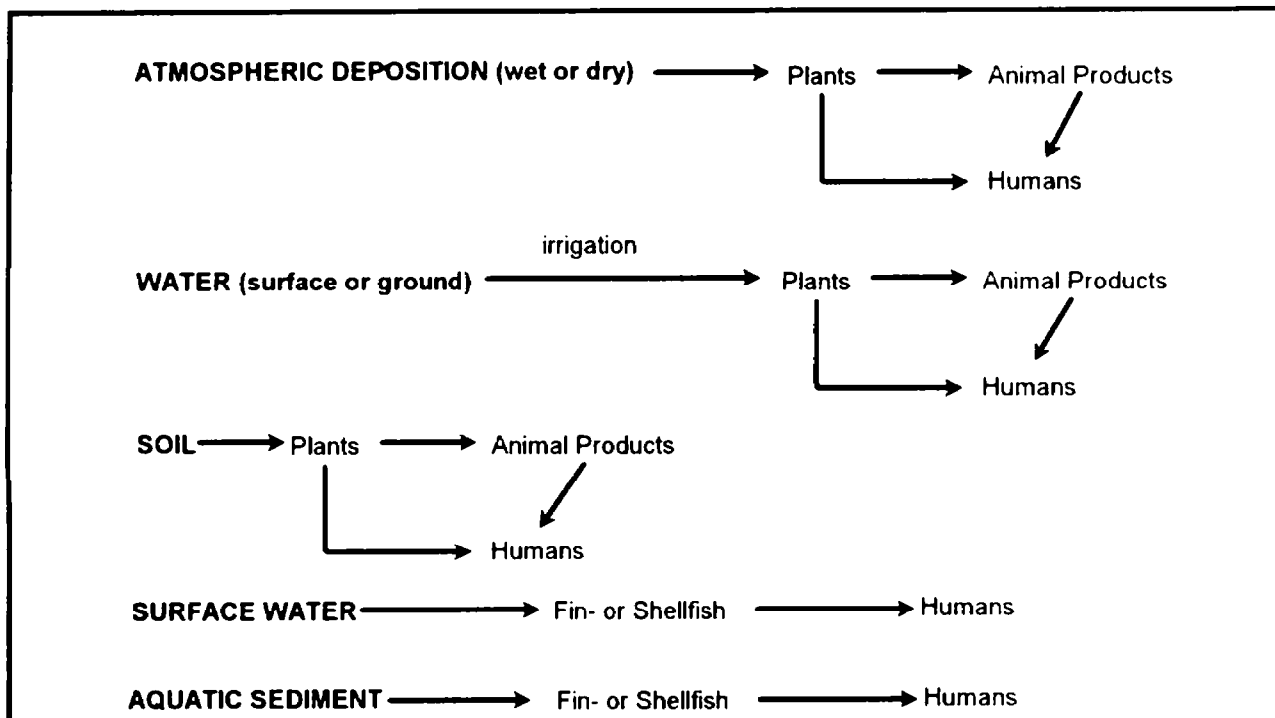 ATMOSPHERIC DEPOSITION (wet or dry) Plants Animal Products
Humans
irrigation
WATER (surface or ground) Plants Animal Products
Humans
SOIL Plants Animal Products
Humans
SURFACE WATER Fin- or Shellfish Humans
AQUATIC SEDIMENT Fin- or Shellfish Humans